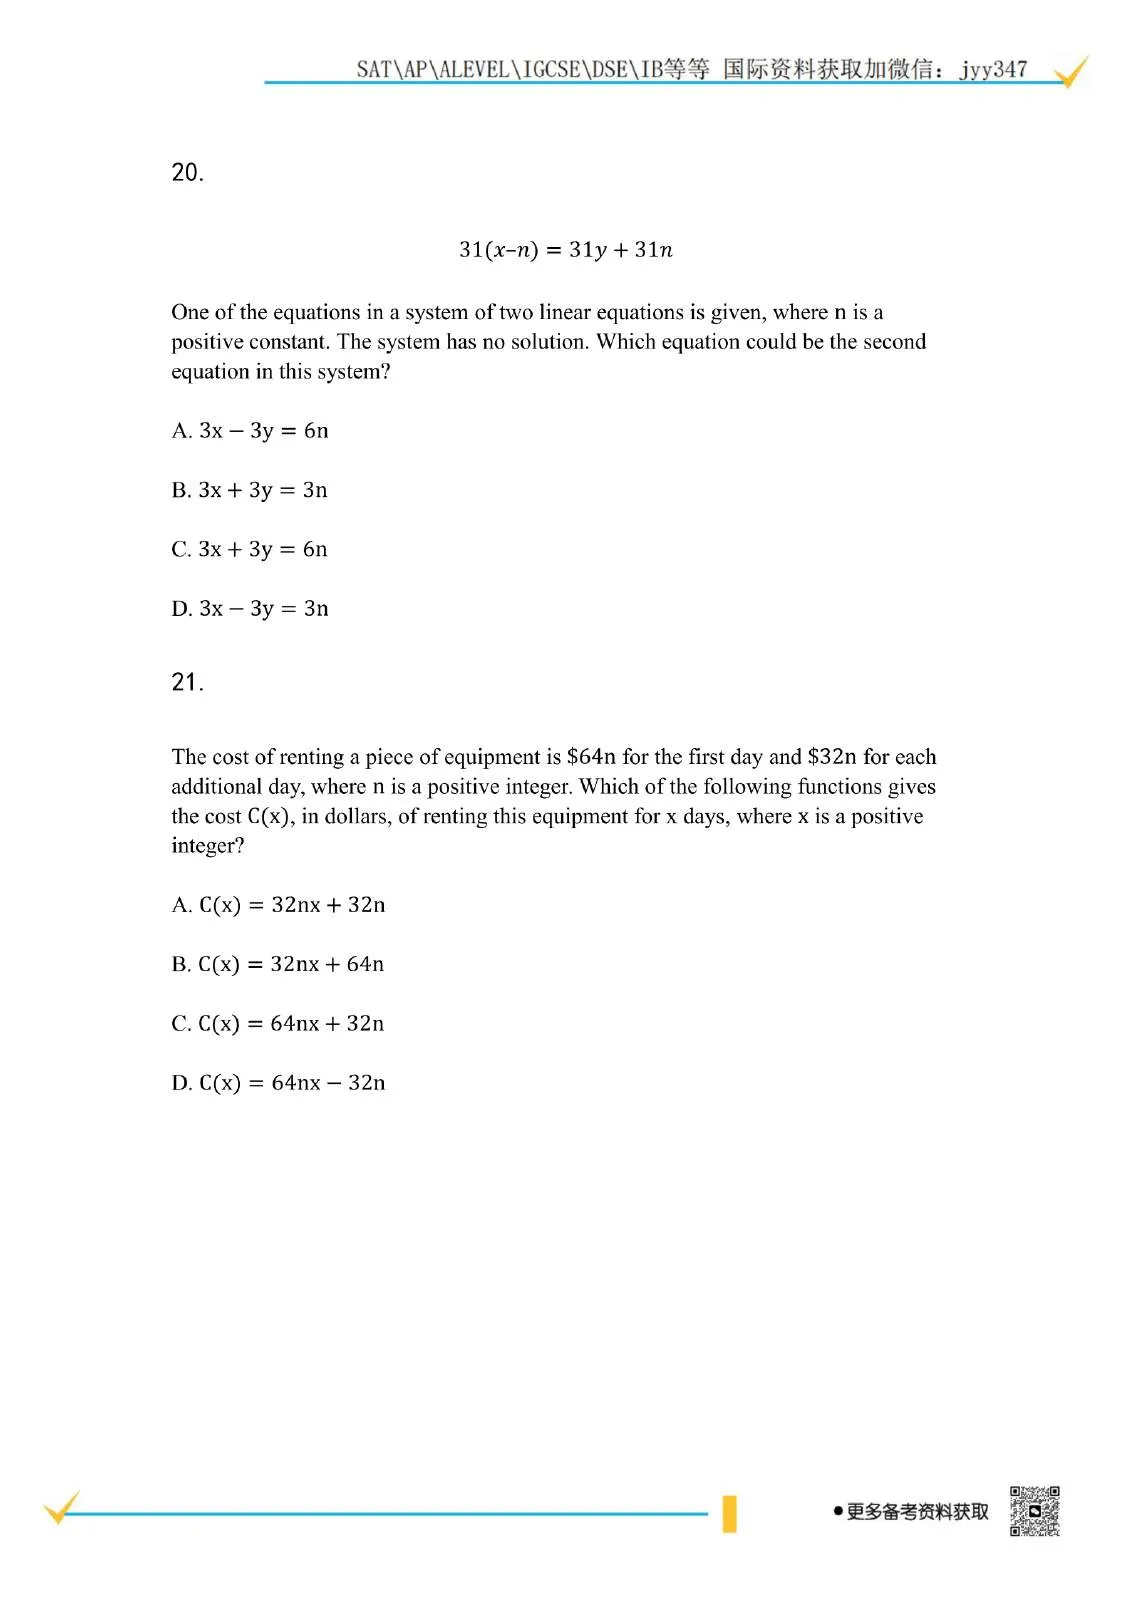 SAT\AP\ALEVEL\IGCSE\DSE\IB等等 国际资料获取加微信：jyy347
20.
31(x–n) = 31y + 31n
One of the equations in a system of two linear equations is given, where n is a
positive constant. The system has no solution. Which equation could be the second
equation in this system?
A. 3x − 3y = 6n
B. 3x + 3y = 3n
C. 3x + 3y = 6n
D. 3x − 3y = 3n
21.
The cost of renting a piece of equipment is $64n for the first day and $32n for each
additional day, where n is a positive integer. Which of the following functions gives
the cost C(x), in dollars, of renting this equipment for x days, where x is a positive
integer?
A. C(x) = 32nx + 32n
B. C(x) = 32nx + 64n
C. C(x) = 64nx + 32n
D. C(x) = 64nx − 32n
●更多备考资料获取